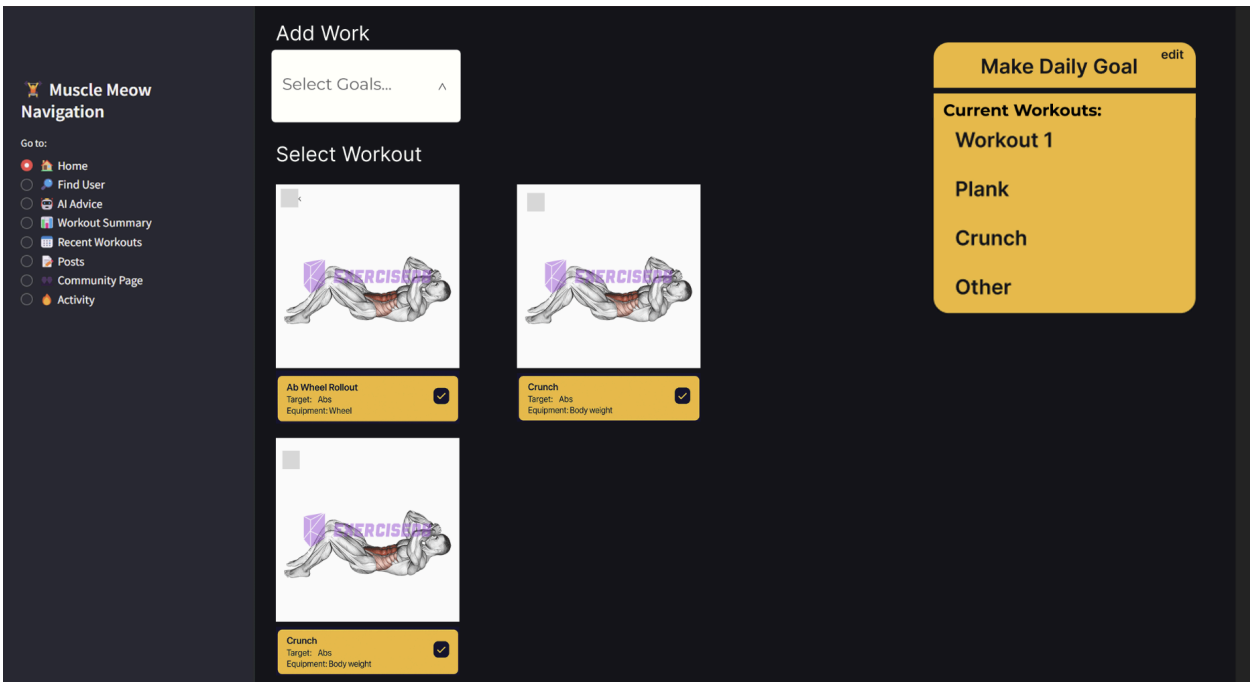 Muscle Meow
Navigation
Go to:
Home
Find User
AI Advice
Workout Summary
Recent Workouts
Posts
Community Page
Activity
Add Work
Select Goals...
Select Workout
EXERCISEDB
Ab Wheel Rollout
Target: Abs
Equipment: Wheel
EXERCISEDB
Crunch
Target: Abs
Equipment: Body weight
EXERCISEDB
Crunch
Target: Abs
Equipment: Body weight
Make Daily Goal
edit
Current Workouts:
Workout 1
Plank
Crunch
Other